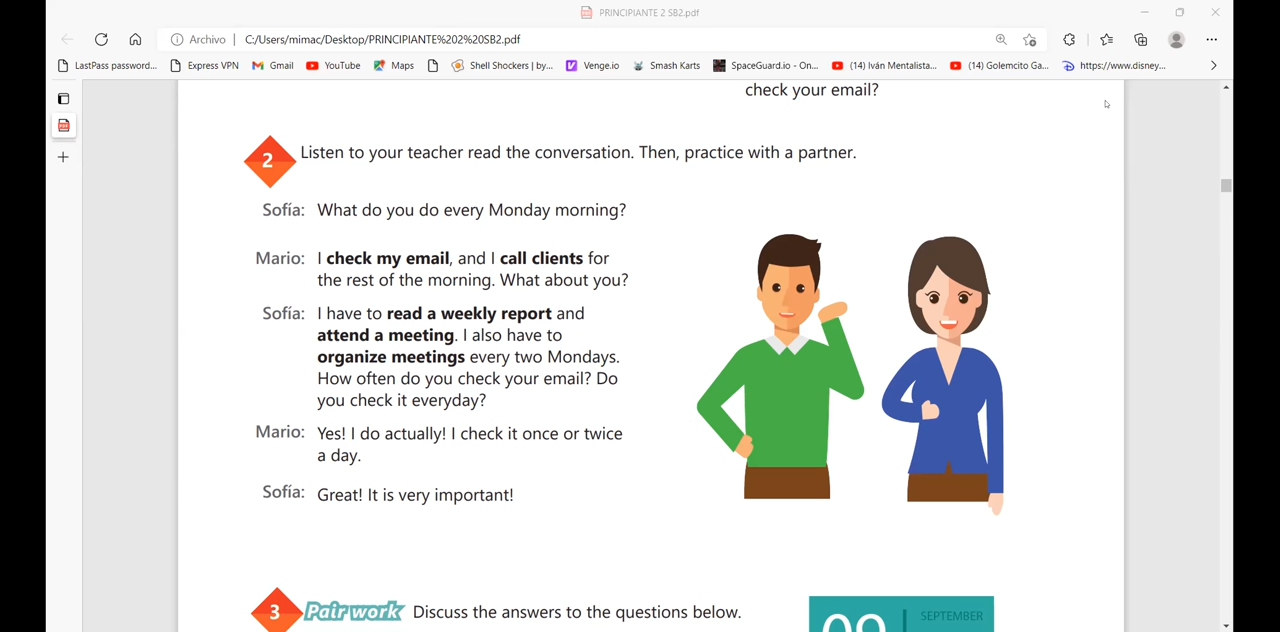 PRINCIPIANTE 2 SB2.pdf
Archivo | C:/Users/mimac/Desktop/PRINCIPIANTE%202%20SB2.pdf
LastPass password... Express VPN Gmail YouTube Maps Shell Shockers | by... Venge.io Smash Karts SpaceGuard.io - On... (14) Iván Mentalista... (14) Golemcito Ga... https://www.disney...
check your email?
2 Listen to your teacher read the conversation. Then, practice with a partner.
Sofía: What do you do every Monday morning?
Mario: I check my email, and I call clients for
the rest of the morning. What about you?
Sofía: I have to read a weekly report and
attend a meeting. I also have to
organize meetings every two Mondays.
How often do you check your email? Do
you check it everyday?
Mario: Yes! I do actually! I check it once or twice
a day.
Sofía: Great! It is very important!
3 Pair work Discuss the answers to the questions below.
09 SEPTEMBER